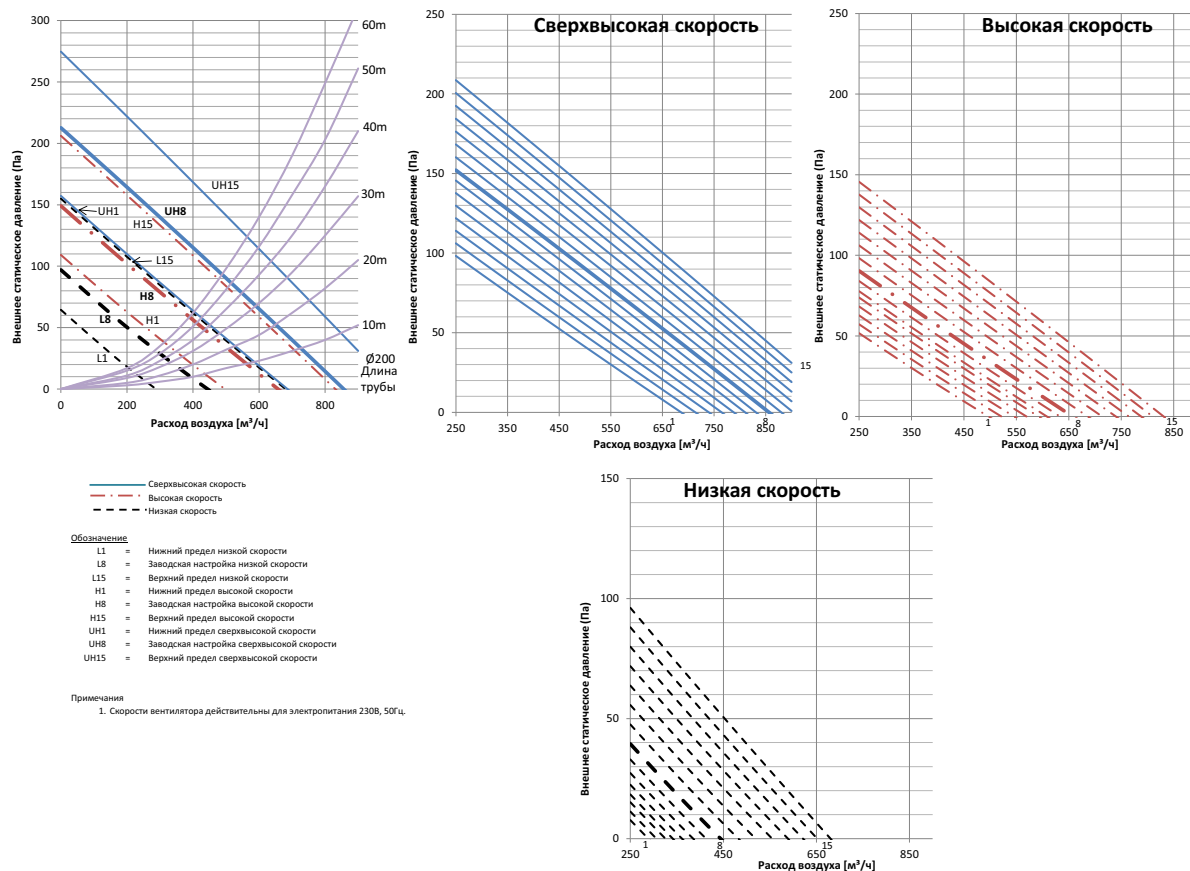 300
250
200
150
100
50
0
0
200
400
600
800
Внешнее статическое давление (Па)
Расход воздуха [м³/ч]
60m
50m
40m
30m
20m
10m
Ø200
Длина
трубы
UH15
UH8
H15
UH1
L15
H8
L8
H1
L1
Сверхвысокая скорость
250
200
150
100
50
0
250
350
450
550
650
750
850
Внешнее статическое давление (Па)
Расход воздуха [м³/ч]
1
8
15
Высокая скорость
250
200
150
100
50
0
250
350
450
550
650
750
850
Внешнее статическое давление (Па)
Расход воздуха [м³/ч]
1
8
15
Сверхвысокая скорость
Высокая скорость
Низкая скорость
Обозначение
L1 = Нижний предел низкой скорости
L8 = Заводская настройка низкой скорости
L15 = Верхний предел низкой скорости
H1 = Нижний предел высокой скорости
H8 = Заводская настройка высокой скорости
H15 = Верхний предел высокой скорости
UH1 = Нижний предел сверхвысокой скорости
UH8 = Заводская настройка сверхвысокой скорости
UH15 = Верхний предел сверхвысокой скорости
Примечания
1. Скорости вентилятора действительны для электропитания 230В, 50Гц.
Низкая скорость
150
100
50
0
250
450
650
850
Внешнее статическое давление (Па)
Расход воздуха [м³/ч]
1
8
15